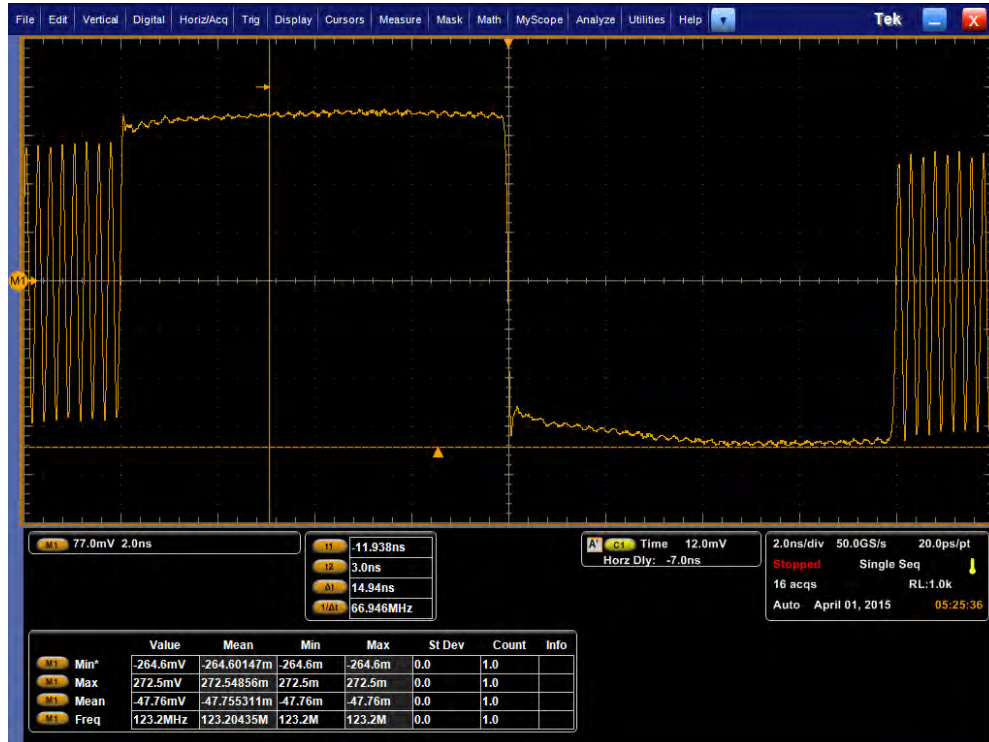 File Edit Vertical Digital Horiz/Acq Trig Display Cursors Measure Mask Math MyScope Analyze Utilities Help Tek X
M1
M1 77.0mV 2.0ns
t1 -11.938ns
t2 3.0ns
Δt 14.94ns
1/Δt 66.946MHz
A' C1 Time 12.0mV
Horz Dly: -7.0ns
2.0ns/div 50.0GS/s 20.0ps/pt
Stopped Single Seq
16 acqs RL:1.0k
Auto April 01, 2015 05:25:36
Value Mean Min Max St Dev Count Info
M1 Min* -264.6mV -264.60147m -264.6m -264.6m 0.0 1.0
M1 Max 272.5mV 272.54856m 272.5m 272.5m 0.0 1.0
M1 Mean -47.76mV -47.755311m -47.76m -47.76m 0.0 1.0
M1 Freq 123.2MHz 123.20435M 123.2M 123.2M 0.0 1.0